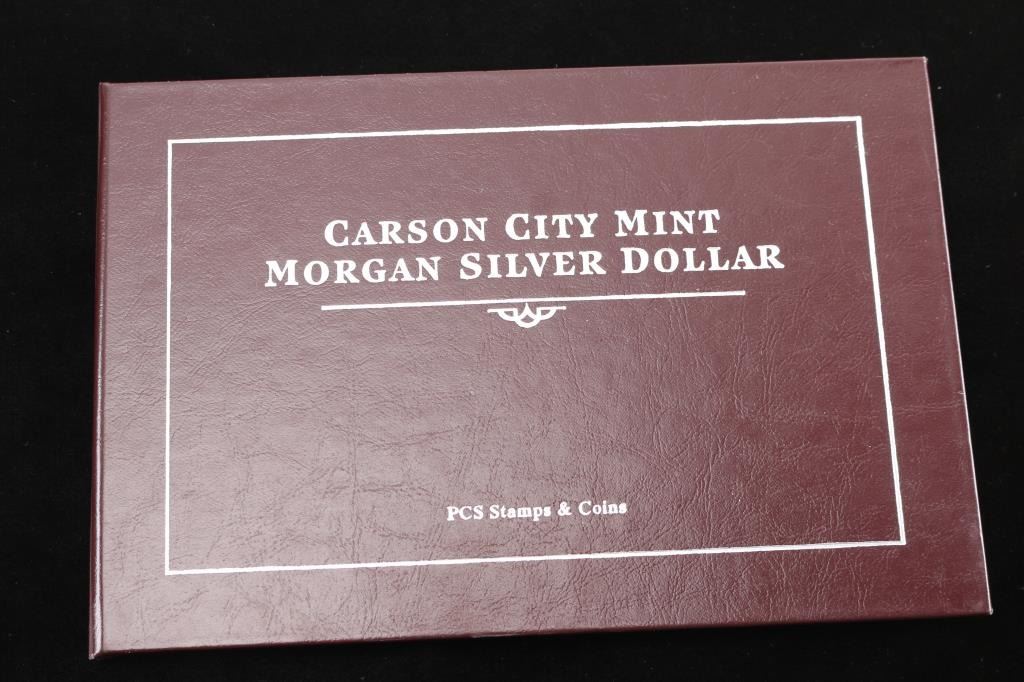 CARSON CITY MINT
MORGAN SILVER DOLLAR
PCS Stamps & Coins